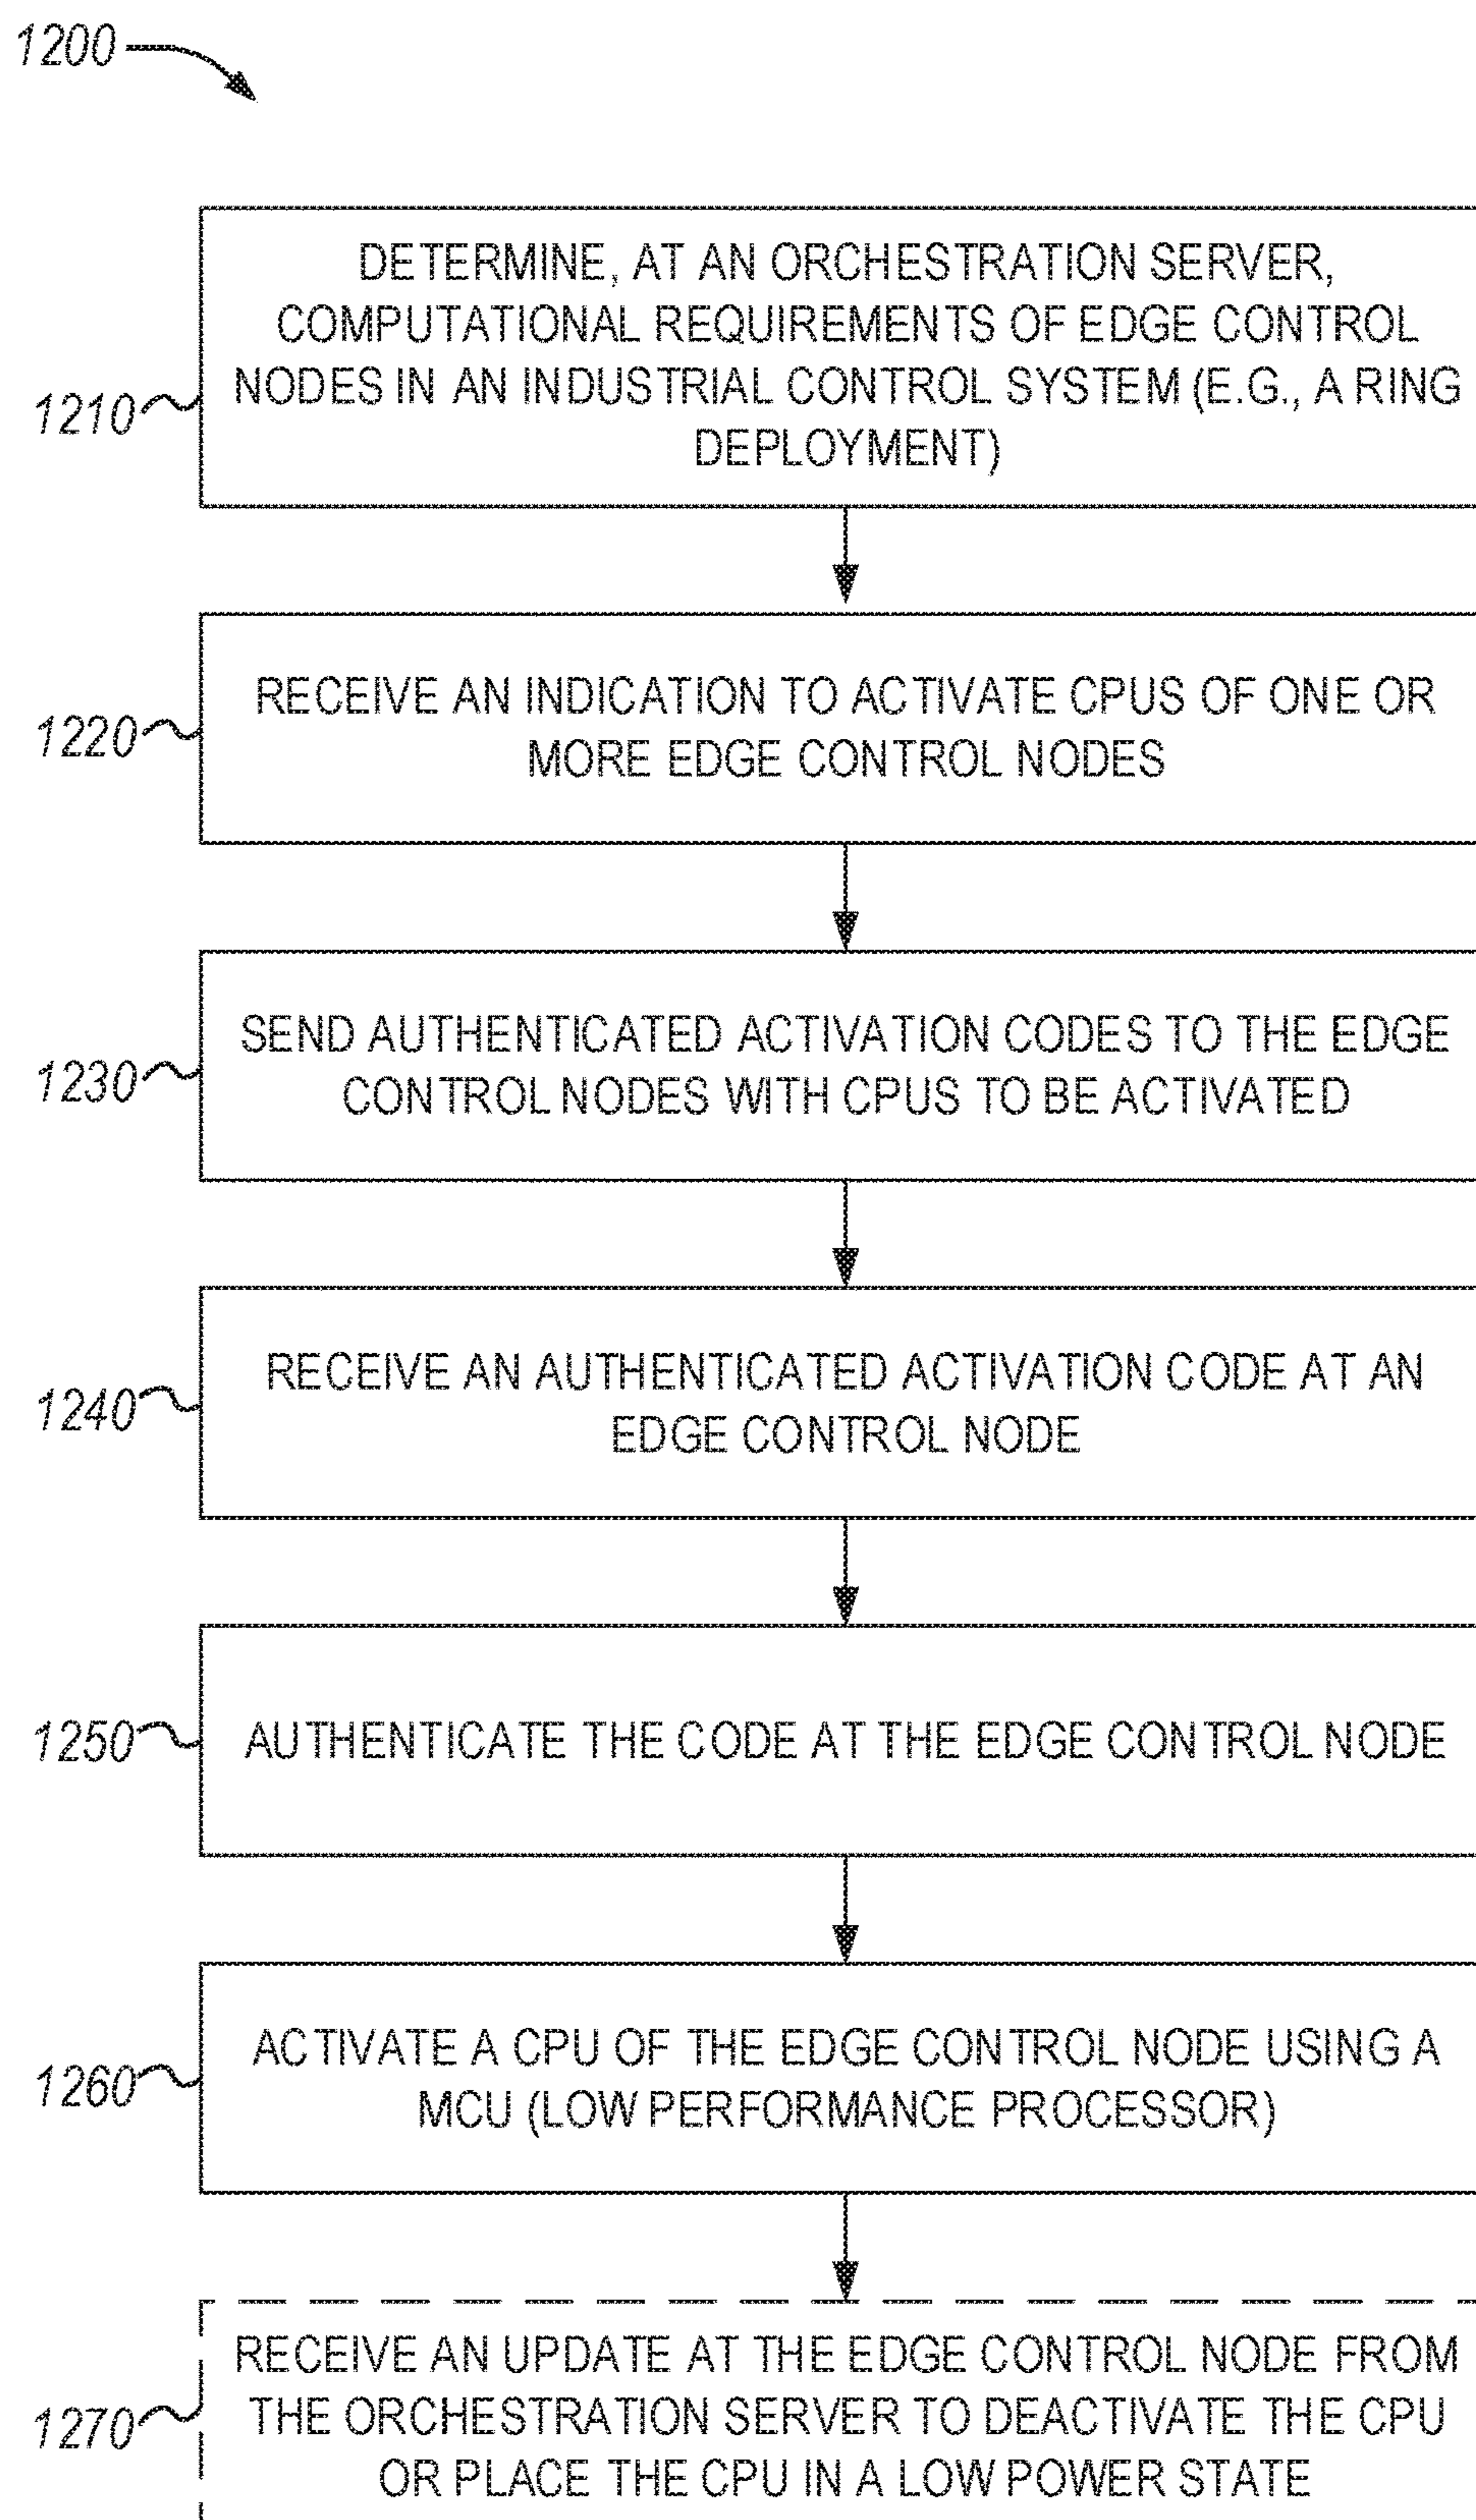 1200
DETERMINE, AT AN ORCHESTRATION SERVER,
COMPUTATIONAL REQUIREMENTS OF EDGE CONTROL
NODES IN AN INDUSTRIAL CONTROL SYSTEM (E.G., A RING
DEPLOYMENT)
1210
RECEIVE AN INDICATION TO ACTIVATE CPUS OF ONE OR
MORE EDGE CONTROL NODES
1220
SEND AUTHENTICATED ACTIVATION CODES TO THE EDGE
CONTROL NODES WITH CPUS TO BE ACTIVATED
1230
RECEIVE AN AUTHENTICATED ACTIVATION CODE AT AN
EDGE CONTROL NODE
1240
AUTHENTICATE THE CODE AT THE EDGE CONTROL NODE
1250
ACTIVATE A CPU OF THE EDGE CONTROL NODE USING A
MCU (LOW PERFORMANCE PROCESSOR)
1260
RECEIVE AN UPDATE AT THE EDGE CONTROL NODE FROM
THE ORCHESTRATION SERVER TO DEACTIVATE THE CPU
OR PLACE THE CPU IN A LOW POWER STATE
1270